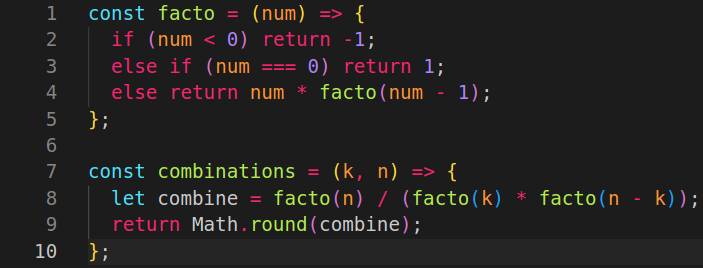 1 const facto = (num) => {
2   if (num < 0) return -1;
3   else if (num === 0) return 1;
4   else return num * facto(num - 1);
5 };
6
7 const combinations = (k, n) => {
8   let combine = facto(n) / (facto(k) * facto(n - k));
9   return Math.round(combine);
10 };